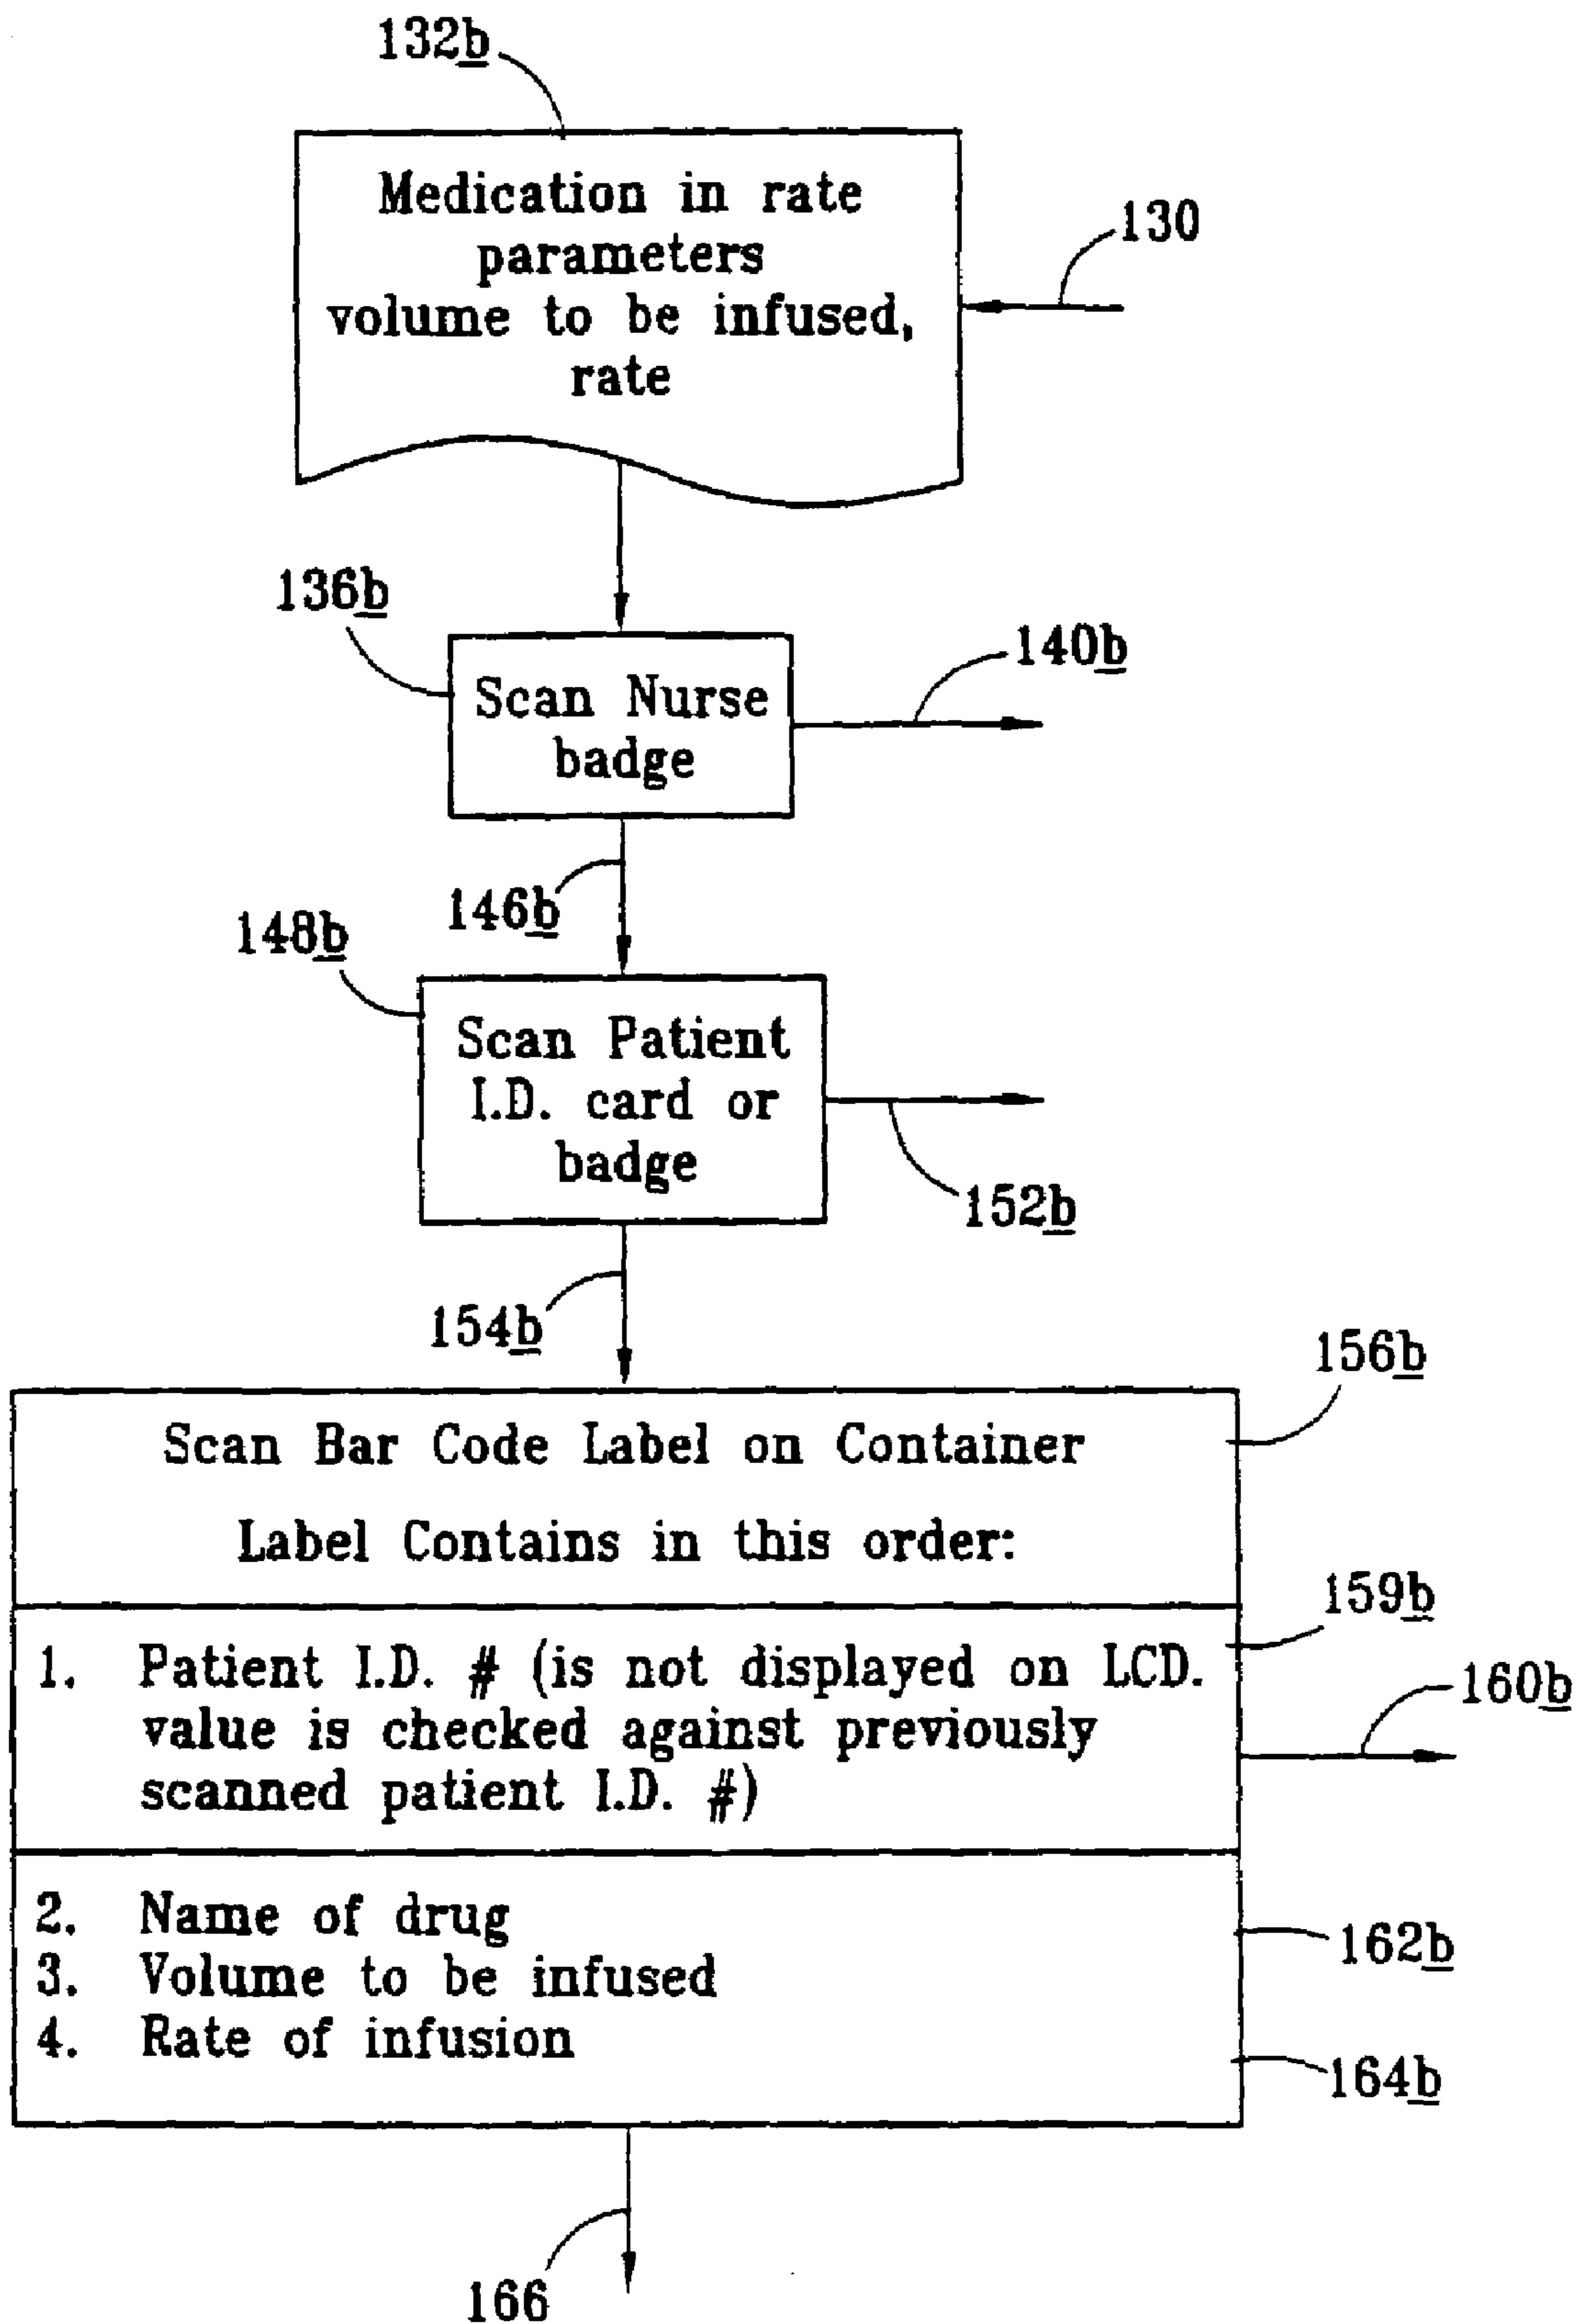 132b
Medication in rate
parameters
volume to be infused,
rate
130
136b
Scan Nurse
badge
140b
146b
148b
Scan Patient
I.D. card or
badge
152b
154b
156b
Scan Bar Code Label on Container
Label Contains in this order:
159b
1. Patient I.D. # (is not displayed on LCD.
value is checked against previously
scanned patient I.D. #)
160b
2. Name of drug
3. Volume to be infused
4. Rate of infusion
162b
164b
166